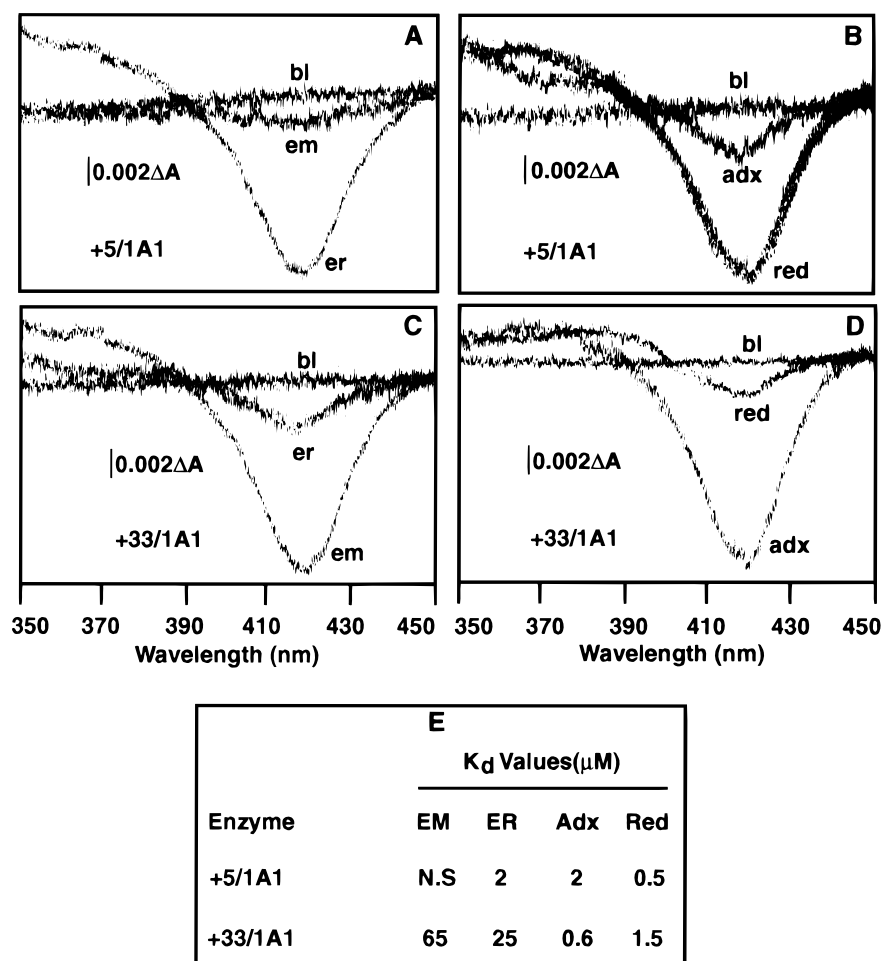 A
bl
em
0.002ΔA
+5/1A1
er
B
bl
adx
0.002ΔA
+5/1A1
red
C
bl
er
0.002ΔA
+33/1A1
em
D
bl
red
0.002ΔA
+33/1A1
adx
350 370 390 410 430 450
Wavelength (nm)
350 370 390 410 430 450
Wavelength (nm)
E
Kd Values(μM)
Enzyme EM ER Adx Red
+5/1A1 N.S 2 2 0.5
+33/1A1 65 25 0.6 1.5